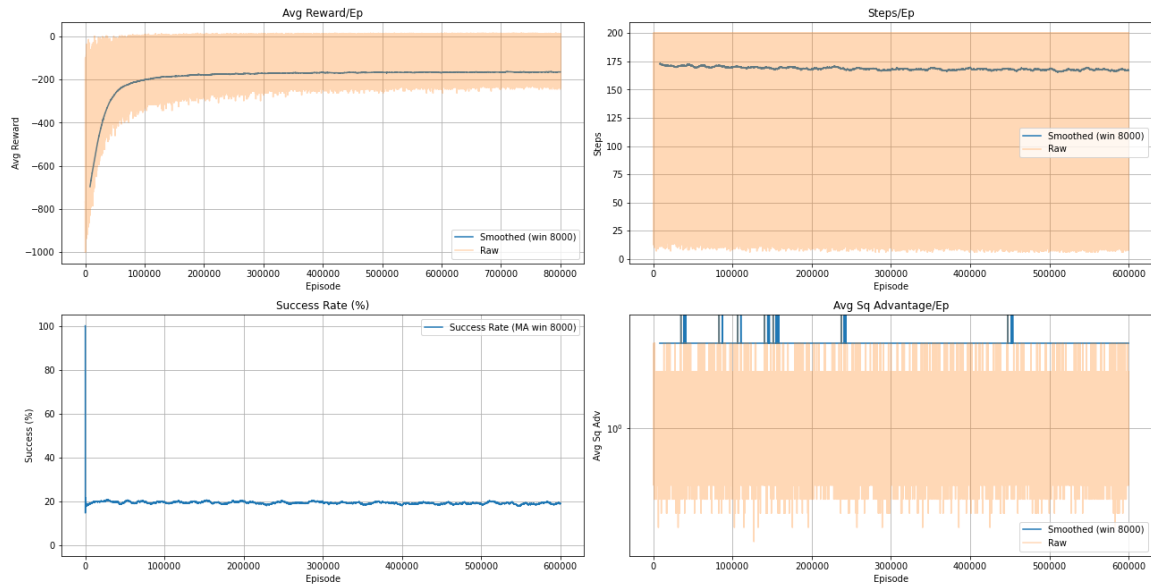 Avg Reward/Ep
Avg Reward
0
−200
−400
−600
−800
−1000
Smoothed (win 8000)
Raw
0 100000 200000 300000 400000 500000 600000 700000 800000
Episode
Steps/Ep
Steps
200
175
150
125
100
75
50
25
0
Smoothed (win 8000)
Raw
0 100000 200000 300000 400000 500000 600000
Episode
Success Rate (%)
Success (%)
100
80
60
40
20
0
Success Rate (MA win 8000)
0 100000 200000 300000 400000 500000 600000
Episode
Avg Sq Advantage/Ep
Avg Sq Adv
10⁰
Smoothed (win 8000)
Raw
0 100000 200000 300000 400000 500000 600000
Episode